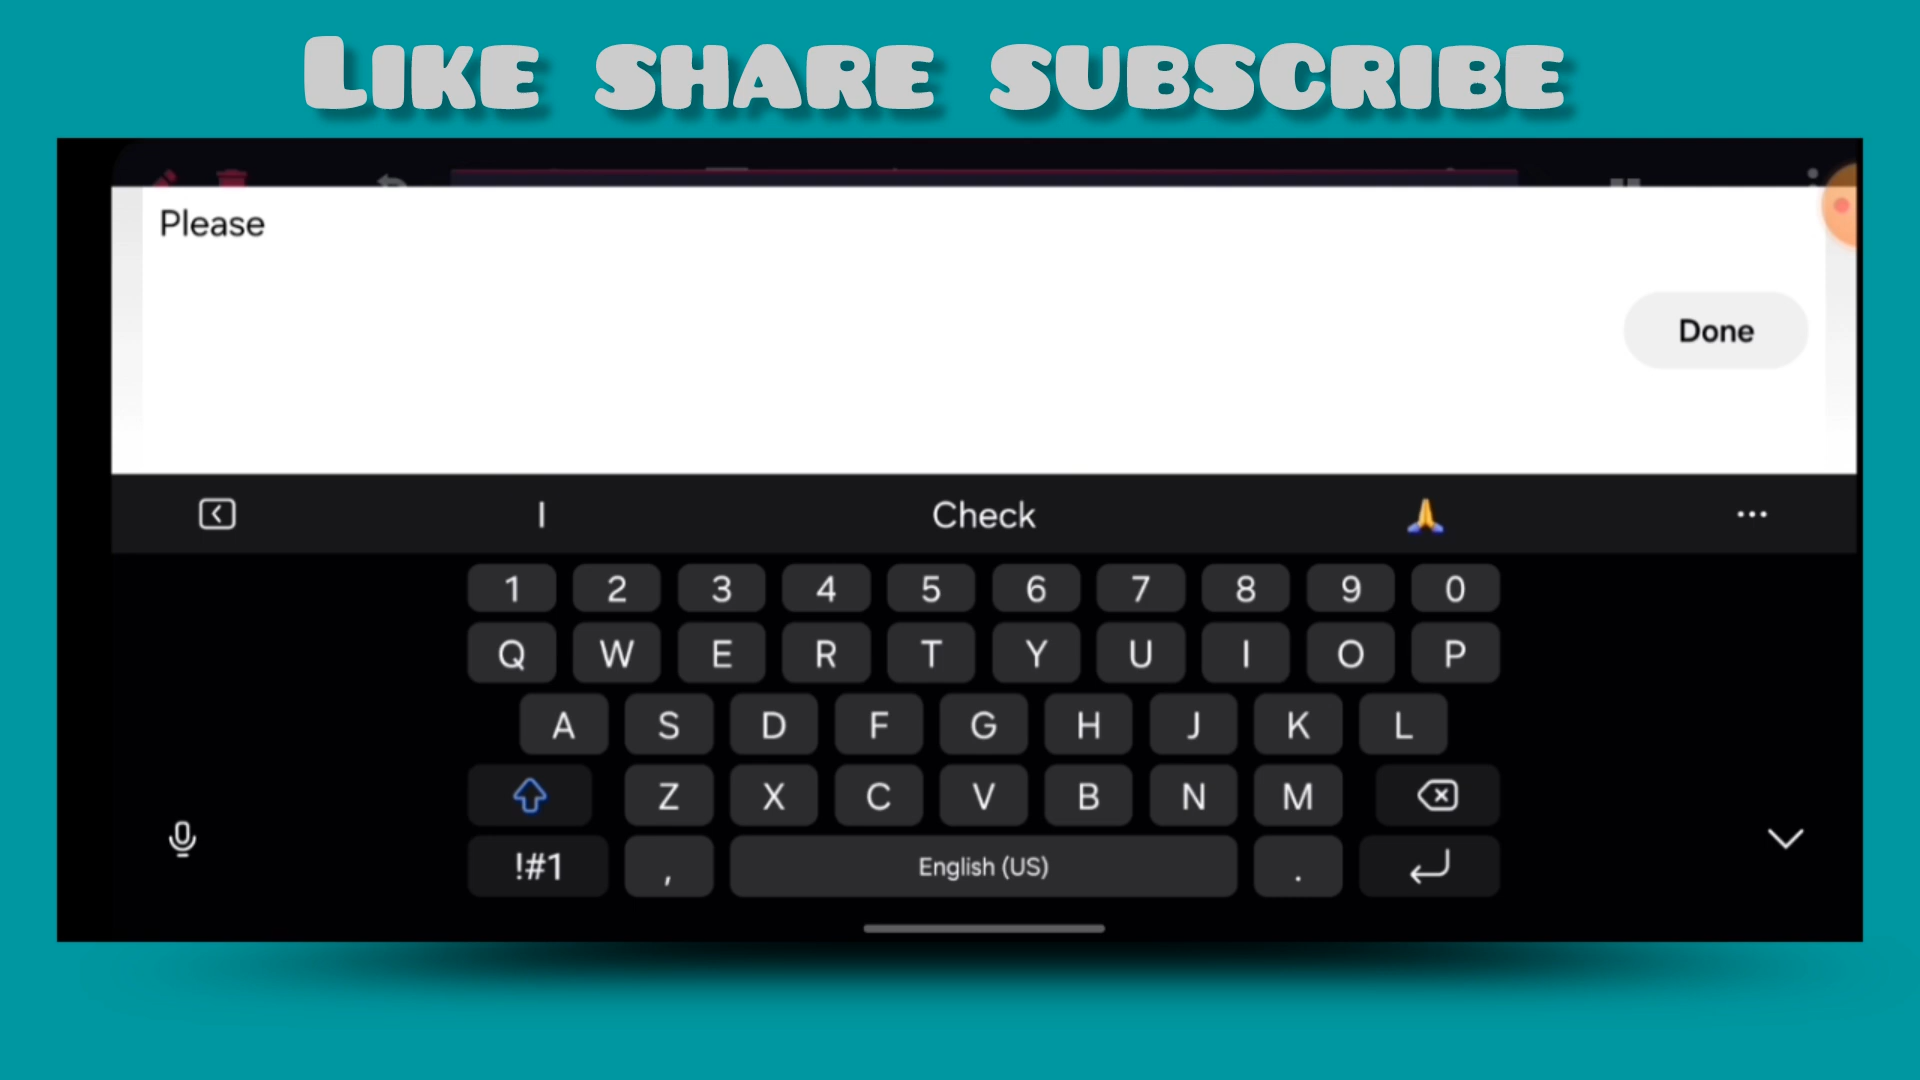 LIKE SHARE SUBSCRIBE
Please
Done
I Check 🙏 ...
1 2 3 4 5 6 7 8 9 0
Q W E R T Y U I O P
A S D F G H J K L
Z X C V B N M
!#1 , English (US) .